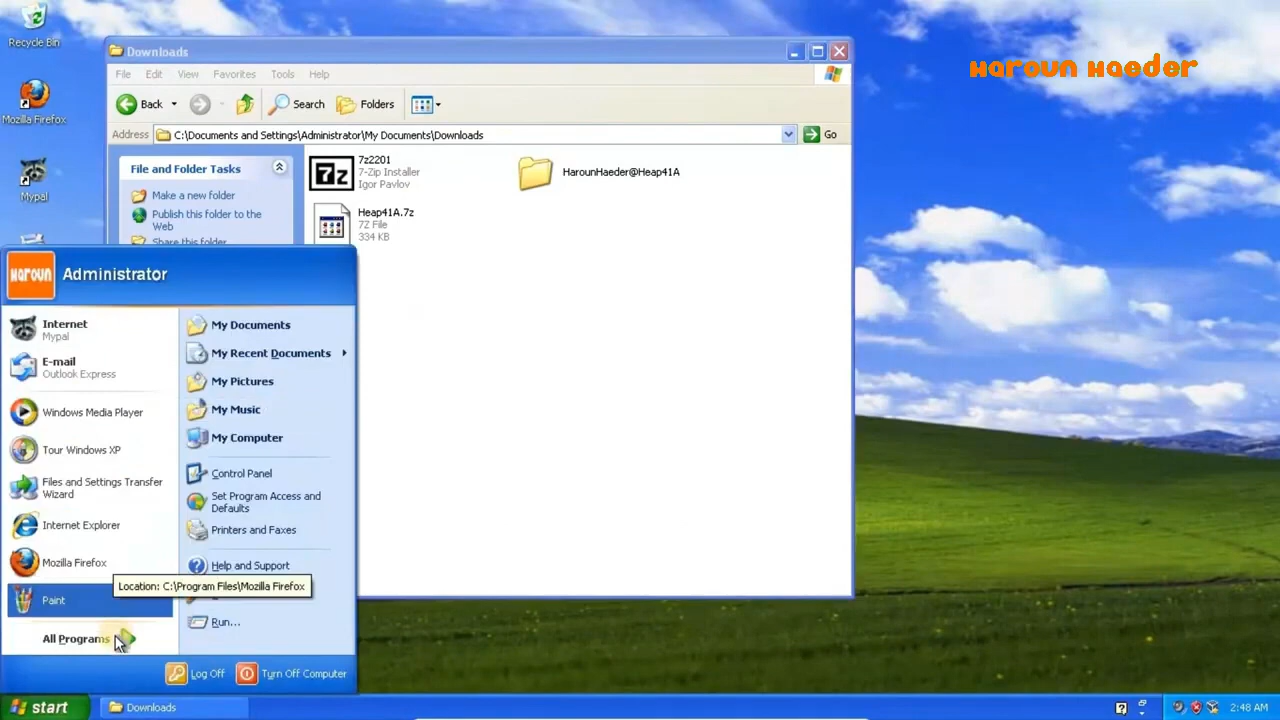 Recycle Bin
Mozilla Firefox
Mypal
Haroun Haeder
Downloads
File Edit View Favorites Tools Help
Back Search Folders
Address C:\Documents and Settings\Administrator\My Documents\Downloads Go
File and Folder Tasks
Make a new folder
Publish this folder to the
Web
Share this folder
7z2201
7-Zip Installer
Igor Pavlov
HarounHaeder@Heap41A
Heap41A.7z
7Z File
334 KB
Haroun
Administrator
Internet
Mypal
E-mail
Outlook Express
Windows Media Player
Tour Windows XP
Files and Settings Transfer
Wizard
Internet Explorer
Mozilla Firefox
Location: C:\Program Files\Mozilla Firefox
Paint
All Programs
My Documents
My Recent Documents
My Pictures
My Music
My Computer
Control Panel
Set Program Access and
Defaults
Printers and Faxes
Help and Support
Run...
Log Off Turn Off Computer
start Downloads 2:48 AM